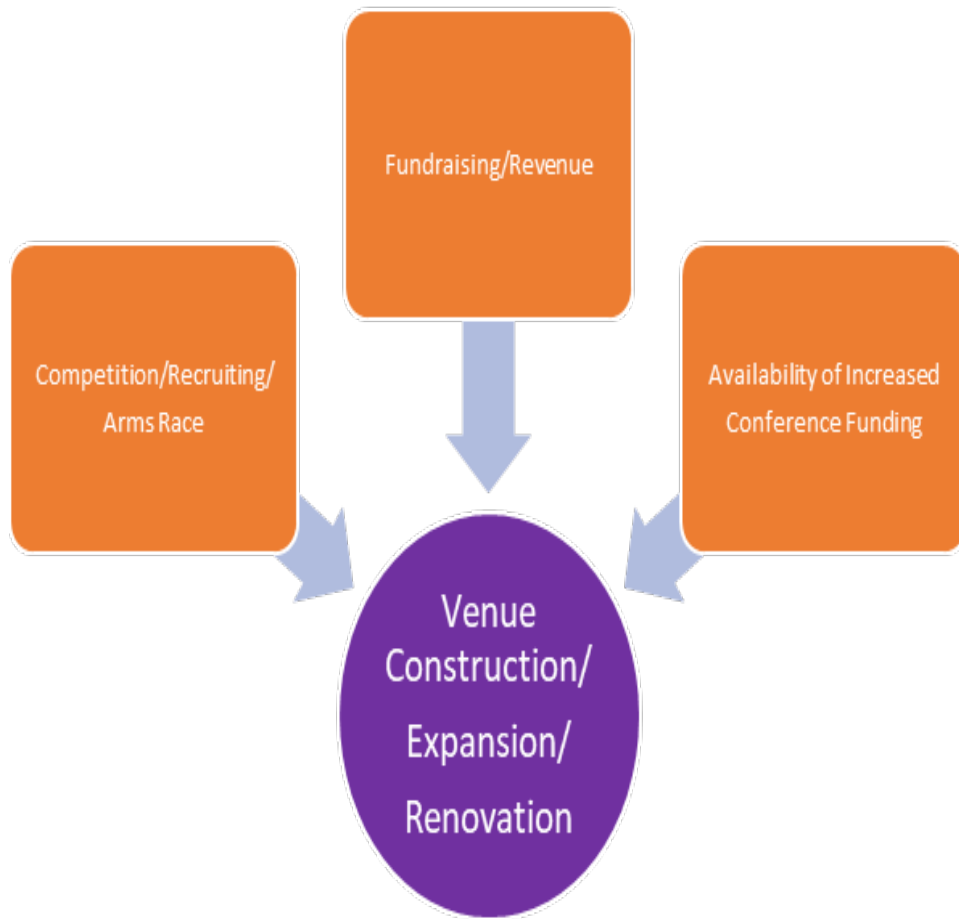 Fundraising/Revenue
Competition/Recruiting/
Arms Race
Availability of Increased
Conference Funding
Venue
Construction/
Expansion/
Renovation